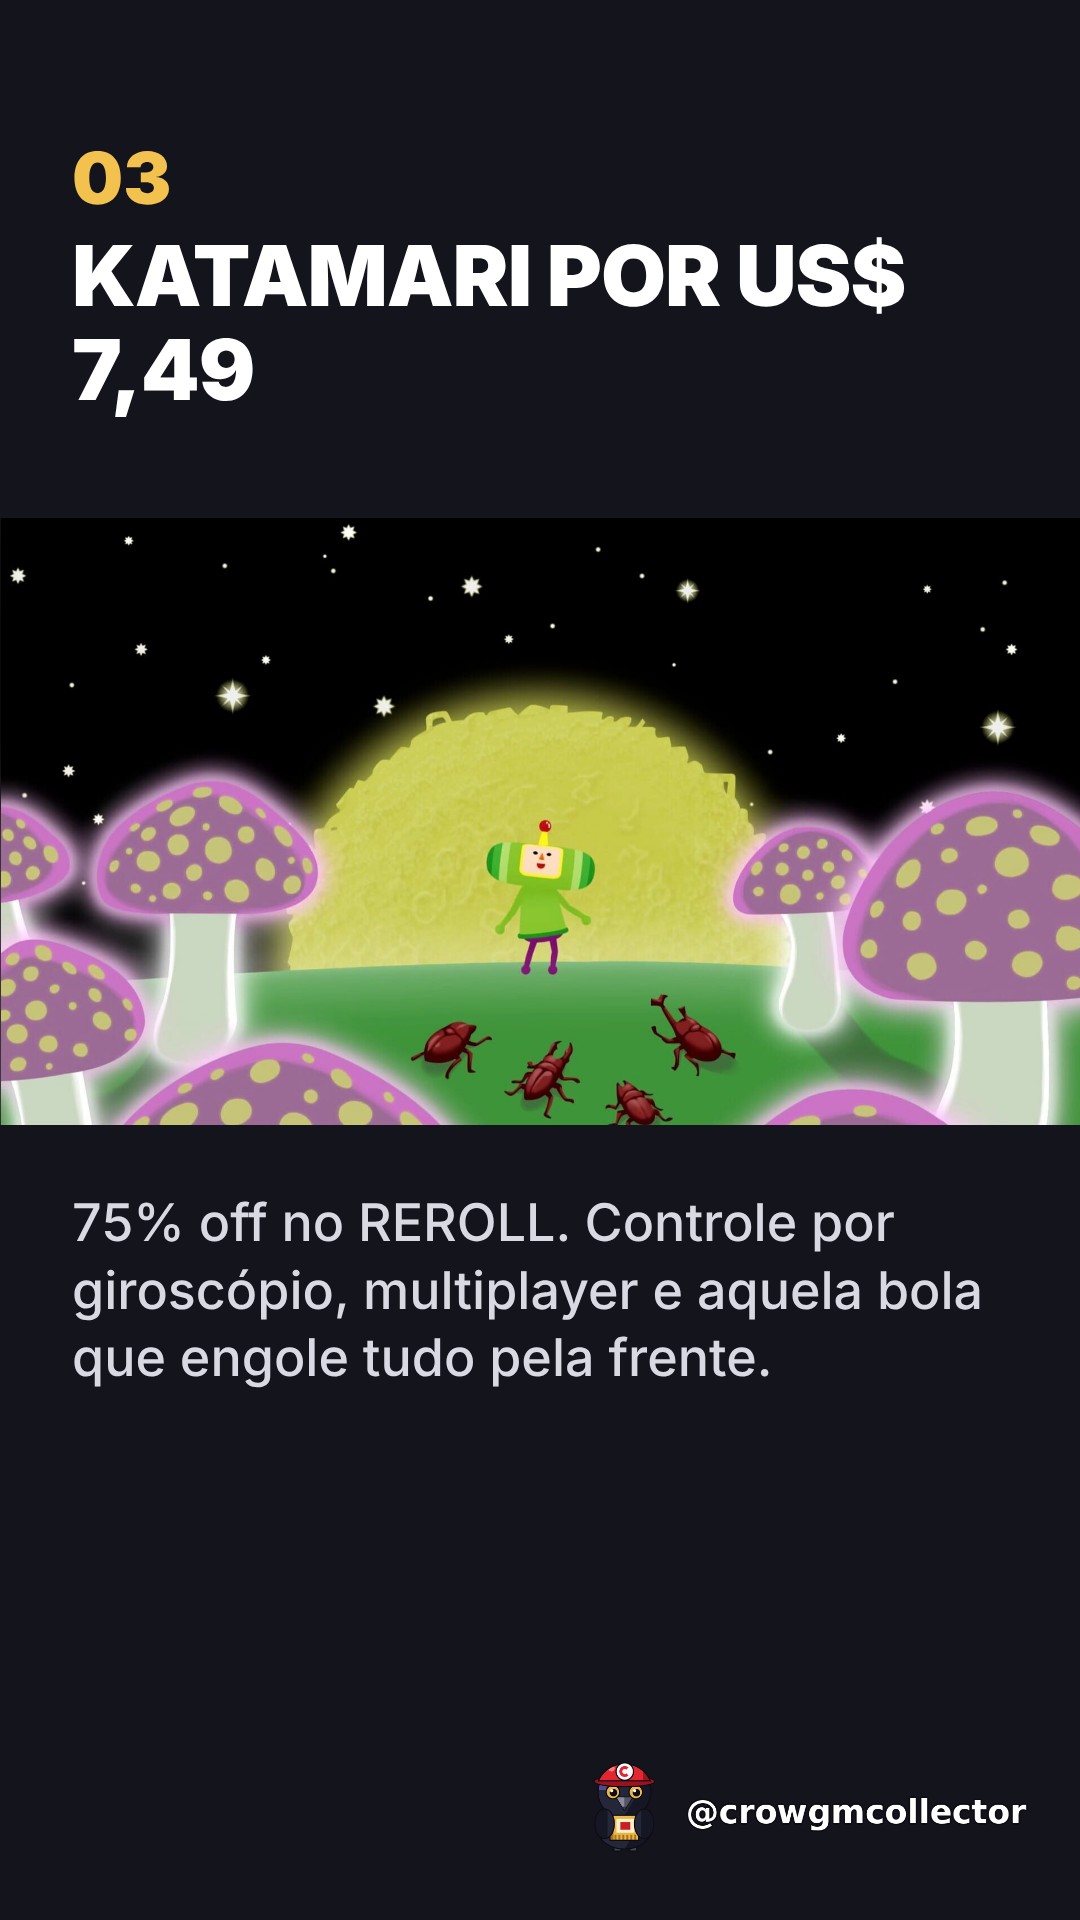 03
KATAMARI POR US$
7,49
75% off no REROLL. Controle por
giroscópio, multiplayer e aquela bola
que engole tudo pela frente.
C
@crowgmcollector